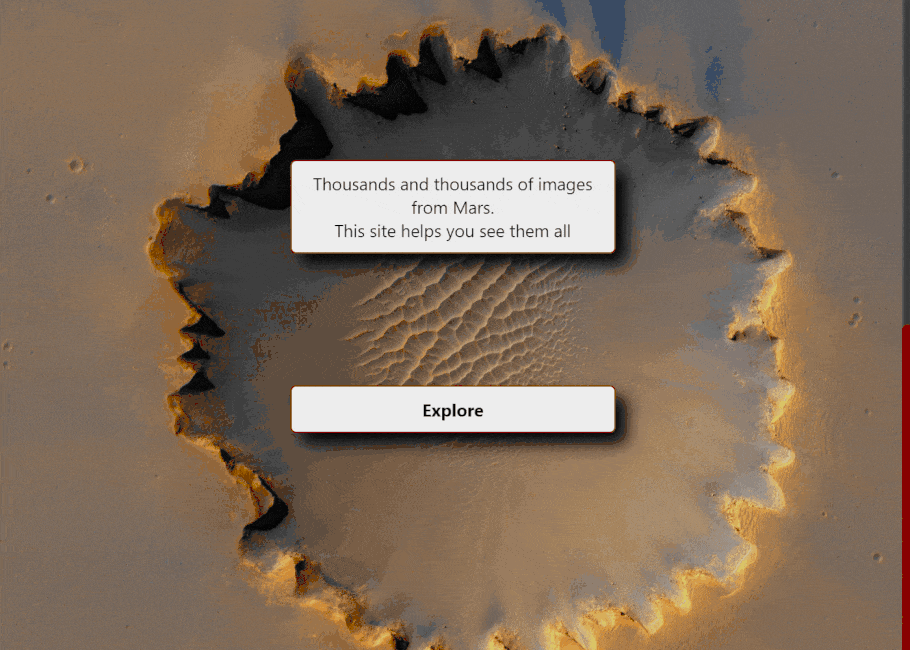 Thousands and thousands of images
from Mars.
This site helps you see them all
Explore